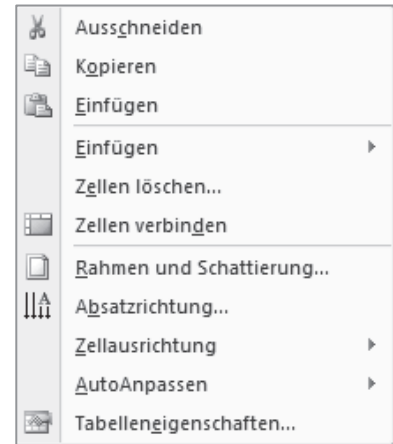 Ausschneiden
Kopieren
Einfügen
Einfügen
Zellen löschen...
Zellen verbinden
Rahmen und Schattierung...
Absatzrichtung...
Zellausrichtung
AutoAnpassen
Tabelleneigenschaften...